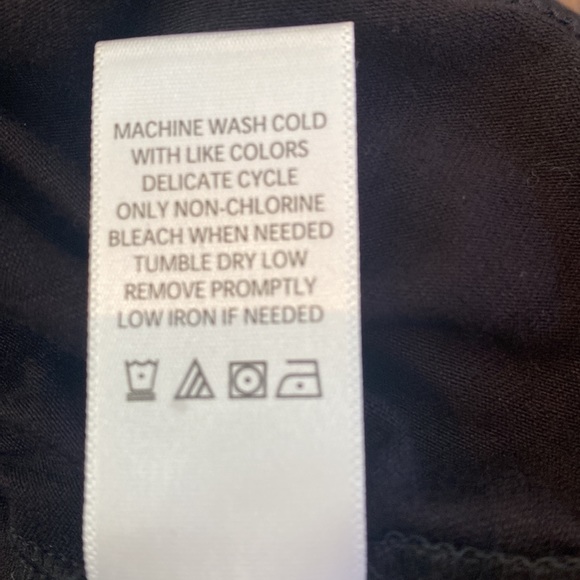 MACHINE WASH COLD
WITH LIKE COLORS
DELICATE CYCLE
ONLY NON-CHLORINE
BLEACH WHEN NEEDED
TUMBLE DRY LOW
REMOVE PROMPTLY
LOW IRON IF NEEDED